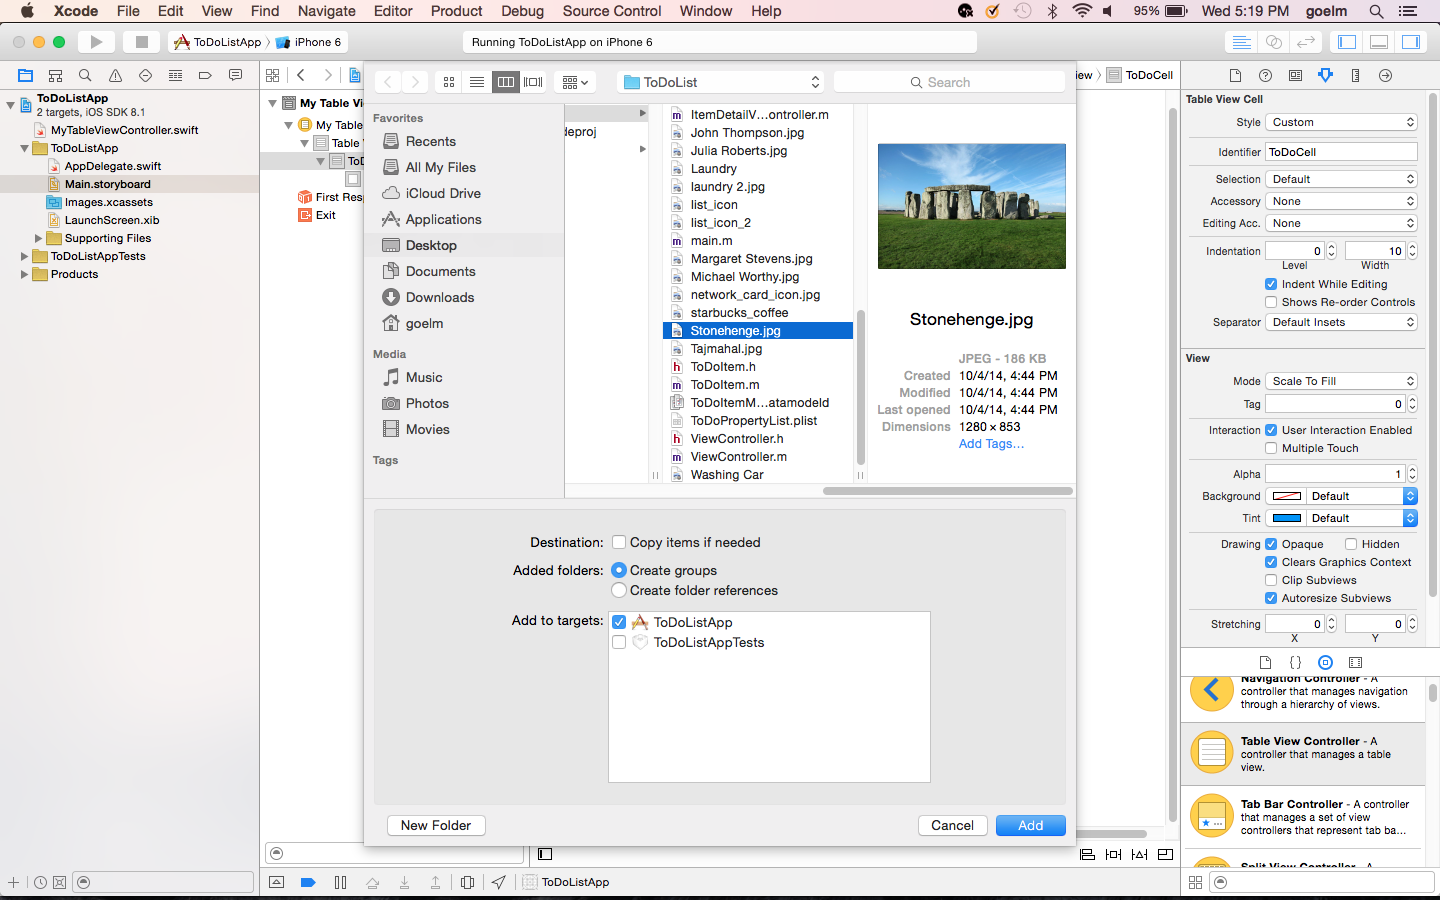 Xcode File Edit View Find Navigate Editor Product Debug Source Control Window Help 95% Wed 5:19 PM goelm
ToDoListApp iPhone 6
Running ToDoListApp on iPhone 6
ToDoListApp
2 targets, iOS SDK 8.1
MyTableViewController.swift
ToDoListApp
AppDelegate.swift
Main.storyboard
Images.xcassets
LaunchScreen.xib
Supporting Files
ToDoListAppTests
Products
My Table Vi
My Table
Table
ToD
First Resp
Exit
ToDoList
Search
iew
ToDoCell
Favorites
Recents
All My Files
iCloud Drive
Applications
Desktop
Documents
Downloads
goelm
Media
Music
Photos
Movies
Tags
deproj
ItemDetailV...ontroller.m
John Thompson.jpg
Julia Roberts.jpg
Laundry
laundry 2.jpg
list_icon
list_icon_2
main.m
Margaret Stevens.jpg
Michael Worthy.jpg
network_card_icon.jpg
starbucks_coffee
Stonehenge.jpg
Tajmahal.jpg
ToDoItem.h
ToDoItem.m
ToDoItemM...atamodeld
ToDoPropertyList.plist
ViewController.h
ViewController.m
Washing Car
Stonehenge.jpg
JPEG - 186 KB
Created 10/4/14, 4:44 PM
Modified 10/4/14, 4:44 PM
Last opened 10/4/14, 4:44 PM
Dimensions 1280 × 853
Add Tags...
Destination: Copy items if needed
Added folders: Create groups
Create folder references
Add to targets: ToDoListApp
ToDoListAppTests
New Folder
Cancel
Add
ToDoListApp
Table View Cell
Style Custom
Identifier ToDoCell
Selection Default
Accessory None
Editing Acc. None
Indentation 0 10
Level Width
Indent While Editing
Shows Re-order Controls
Separator Default Insets
View
Mode Scale To Fill
Tag 0
Interaction User Interaction Enabled
Multiple Touch
Alpha 1
Background Default
Tint Default
Drawing Opaque Hidden
Clears Graphics Context
Clip Subviews
Autoresize Subviews
Stretching 0 0
X Y
Navigation Controller - A
controller that manages navigation
through a hierarchy of views.
Table View Controller - A
controller that manages a table
view.
Tab Bar Controller - A controller
that manages a set of view
controllers that represent tab ba...
Split View Controller - A